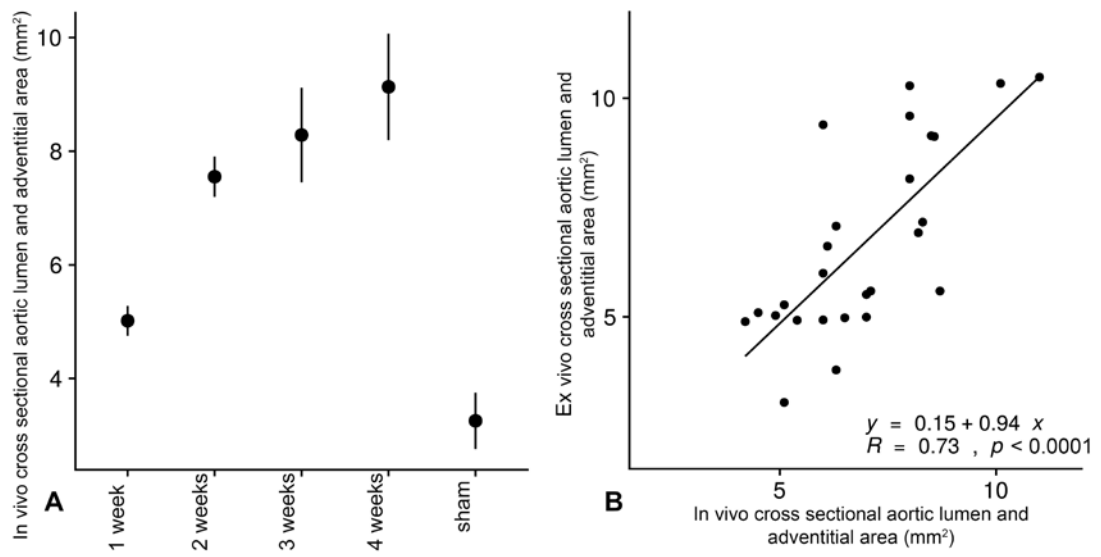 In vivo cross sectional aortic lumen and adventitial area (mm²)
10
8
6
4
1 week
2 weeks
3 weeks
4 weeks
sham
A
Ex vivo cross sectional aortic lumen and
adventitial area (mm²)
10
5
y = 0.15 + 0.94 x
R = 0.73 , p < 0.0001
5
10
B
In vivo cross sectional aortic lumen and
adventitial area (mm²)